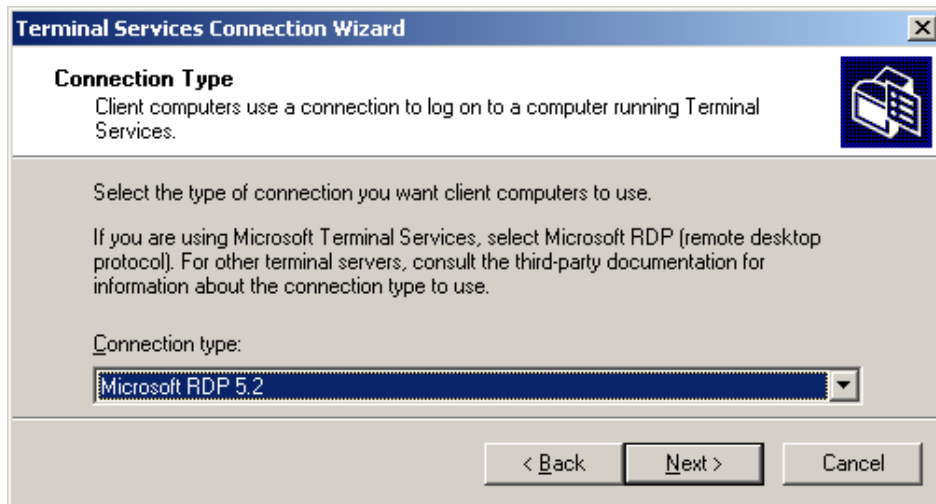 Terminal Services Connection Wizard
Connection Type
Client computers use a connection to log on to a computer running Terminal
Services.
Select the type of connection you want client computers to use.
If you are using Microsoft Terminal Services, select Microsoft RDP (remote desktop
protocol). For other terminal servers, consult the third-party documentation for
information about the connection type to use.
Connection type:
Microsoft RDP 5.2
< Back Next > Cancel